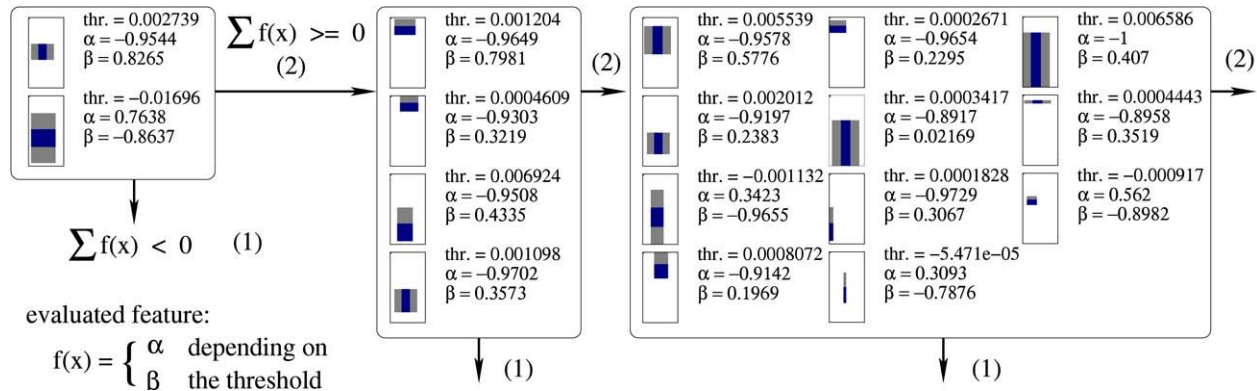 thr. = 0.002739
α = −0.9544
β = 0.8265
thr. = −0.01696
α = 0.7638
β = −0.8637
∑ f(x) >= 0
(2)
∑ f(x) < 0
(1)
evaluated feature:
f(x) = { α depending on
β the threshold
thr. = 0.001204
α = −0.9649
β = 0.7981
thr. = 0.0004609
α = −0.9303
β = 0.3219
thr. = 0.006924
α = −0.9508
β = 0.4335
thr. = 0.001098
α = −0.9702
β = 0.3573
(2)
(1)
thr. = 0.005539
α = −0.9578
β = 0.5776
thr. = 0.002012
α = −0.9197
β = 0.2383
thr. = −0.001132
α = 0.3423
β = −0.9655
thr. = 0.0008072
α = −0.9142
β = 0.1969
thr. = 0.0002671
α = −0.9654
β = 0.2295
thr. = 0.0003417
α = −0.8917
β = 0.02169
thr. = 0.0001828
α = −0.9729
β = 0.3067
thr. = −5.471e−05
α = 0.3093
β = −0.7876
thr. = 0.006586
α = −1
β = 0.407
thr. = 0.0004443
α = −0.8958
β = 0.3519
thr. = −0.000917
α = 0.562
β = −0.8982
(2)
(1)